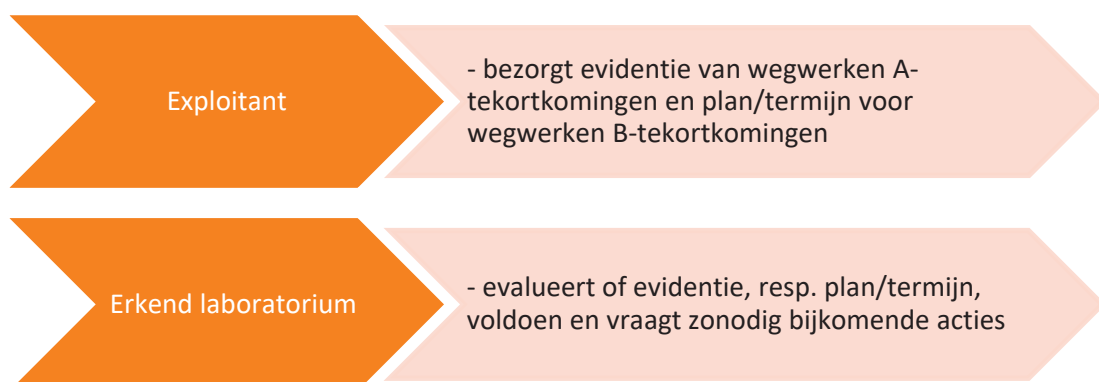 Exploitant
- bezorgt evidentie van wegwerken A-
tekortkomingen en plan/termijn voor
wegwerken B-tekortkomingen
Erkend laboratorium
- evalueert of evidentie, resp. plan/termijn,
voldoen en vraagt zonodig bijkomende acties